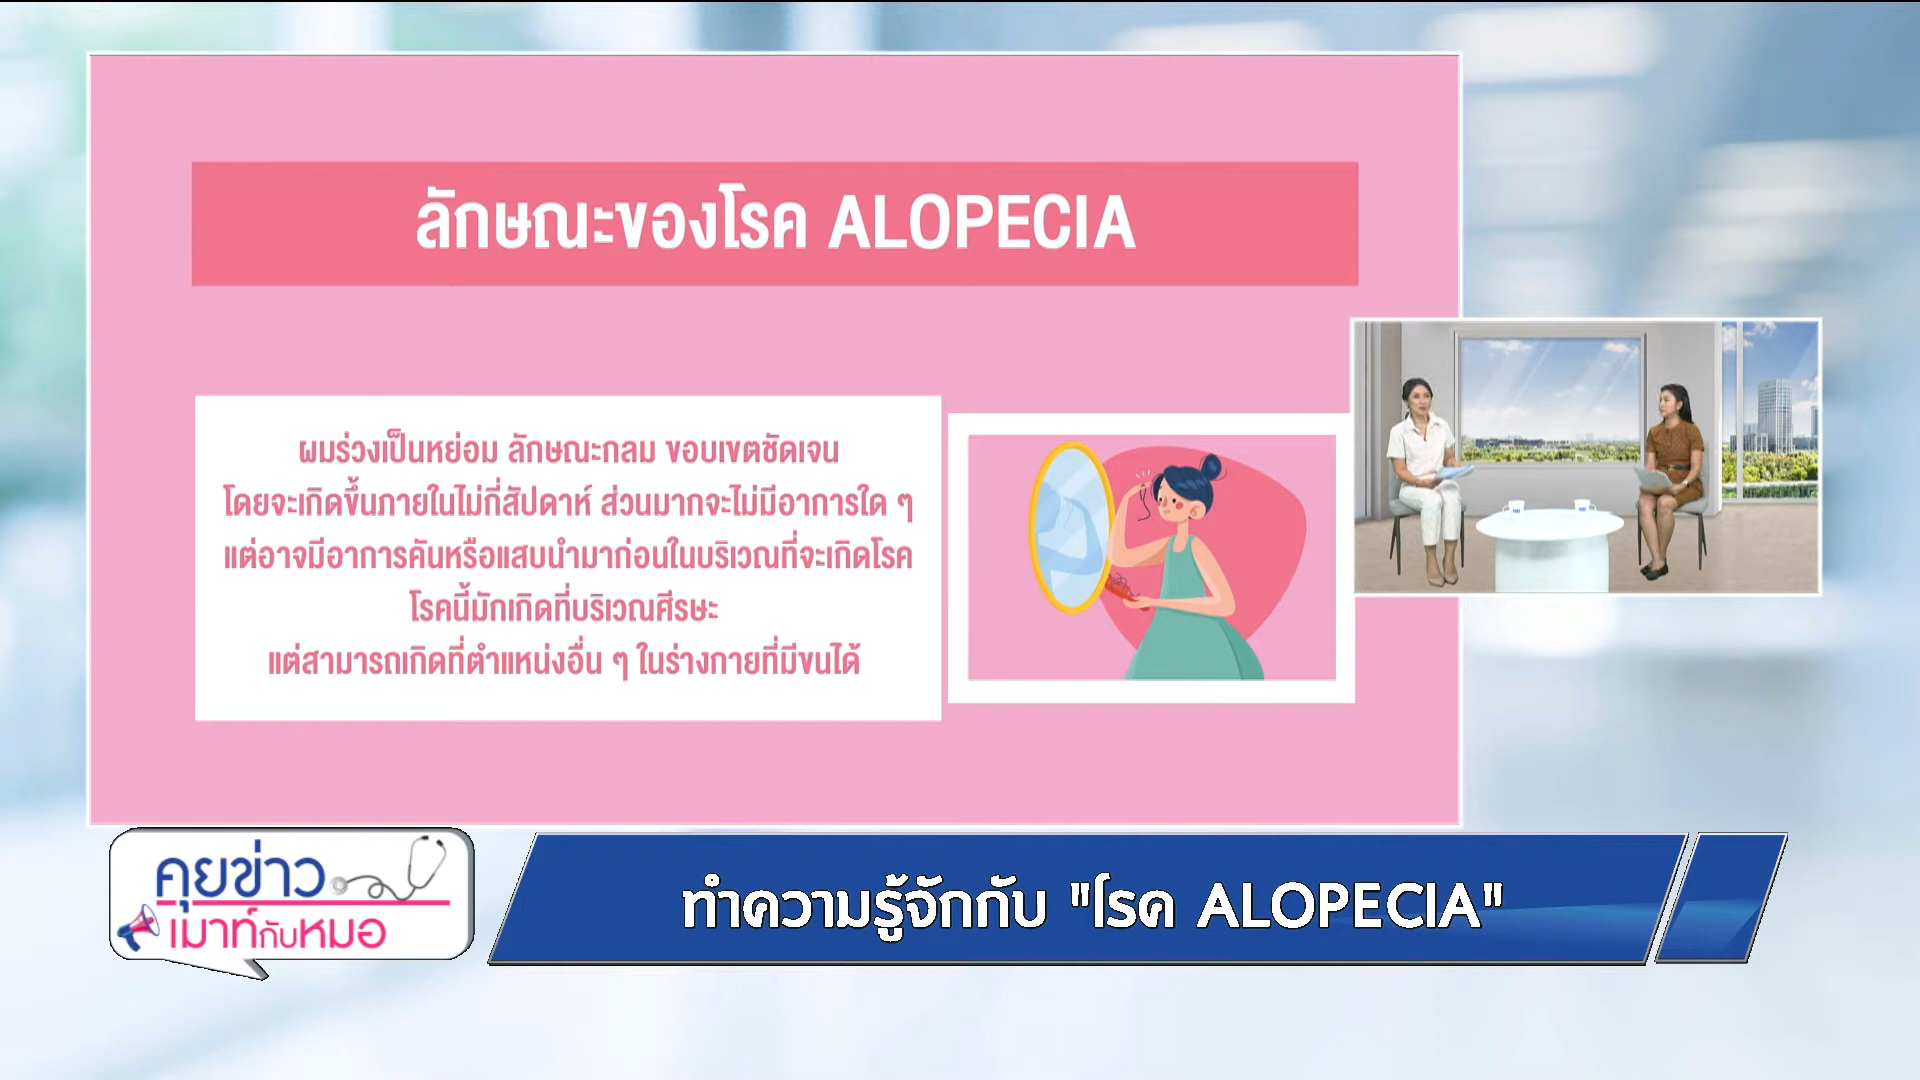 ลักษณะของโรค ALOPECIA
ผมร่วงเป็นหย่อม ลักษณะกลม ขอบเขตชัดเจน
โดยจะเกิดขึ้นภายในไม่กี่สัปดาห์ ส่วนมากจะไม่มีอาการใด ๆ
แต่อาจมีอาการคันหรือแสบนำมาก่อนในบริเวณที่จะเกิดโรค
โรคนี้มักเกิดที่บริเวณศีรษะ
แต่สามารถเกิดที่ตำแหน่งอื่น ๆ ในร่างกายที่มีขนได้
คุยข่าว
เมาท์กับหมอ
ทำความรู้จักกับ "โรค ALOPECIA"